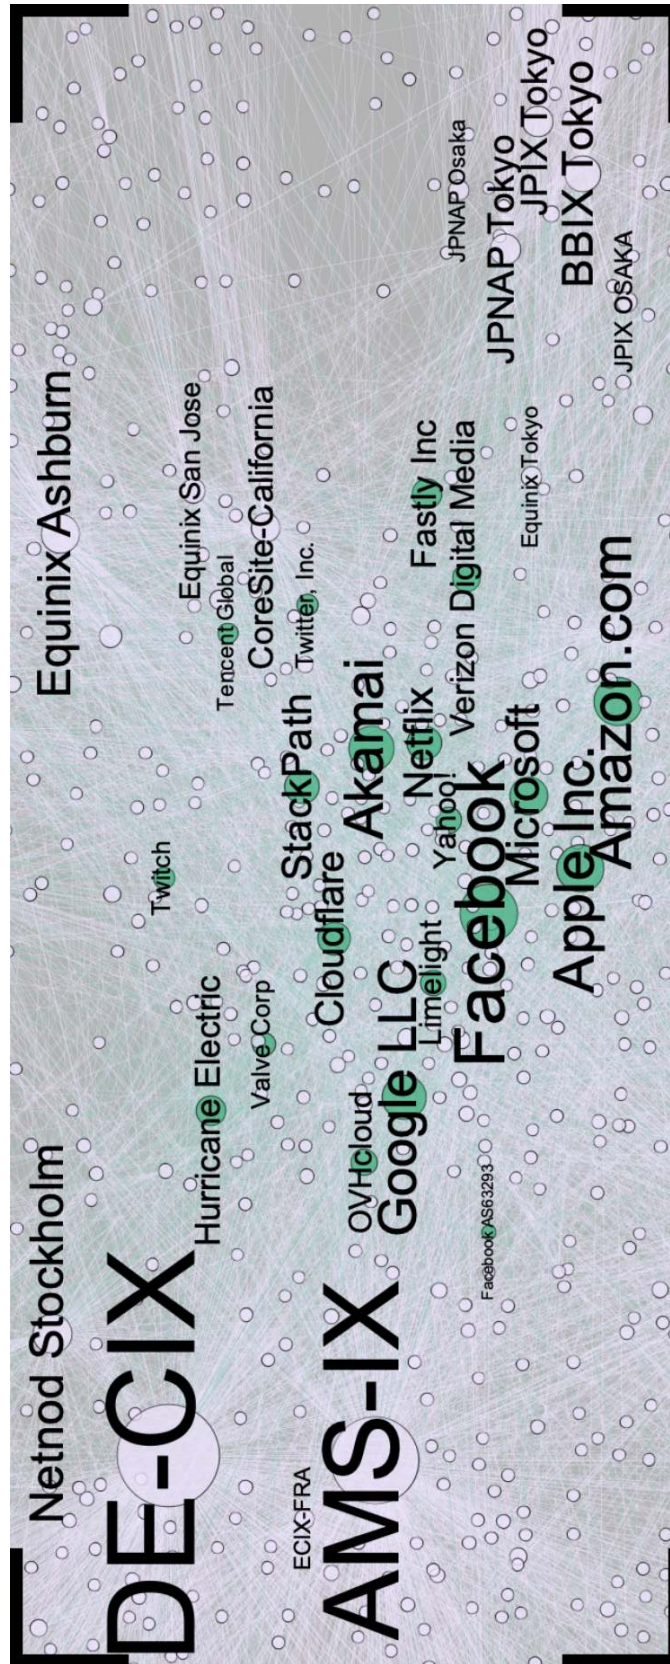 Netnod Stockholm
Equinix Ashburn
DE-CIX
Twitch
Equinix San Jose
Hurricane Electric
Tencent Global
Valve Corp
CoreSite-California
ECIX-FRA
StackPath
Twitter, Inc.
Cloudflare
AMS-IX
OVHcloud
Akamai
Google LLC
Netflix
Fastly Inc
Limelight
Yahoo!
Verizon Digital Media
JPNAP Osaka
Facebook AS63293
Facebook
JPNAP Tokyo
Microsoft
Equinix Tokyo
JPIX Tokyo
Apple Inc.
BBIX Tokyo
Amazon.com
JPIX OSAKA